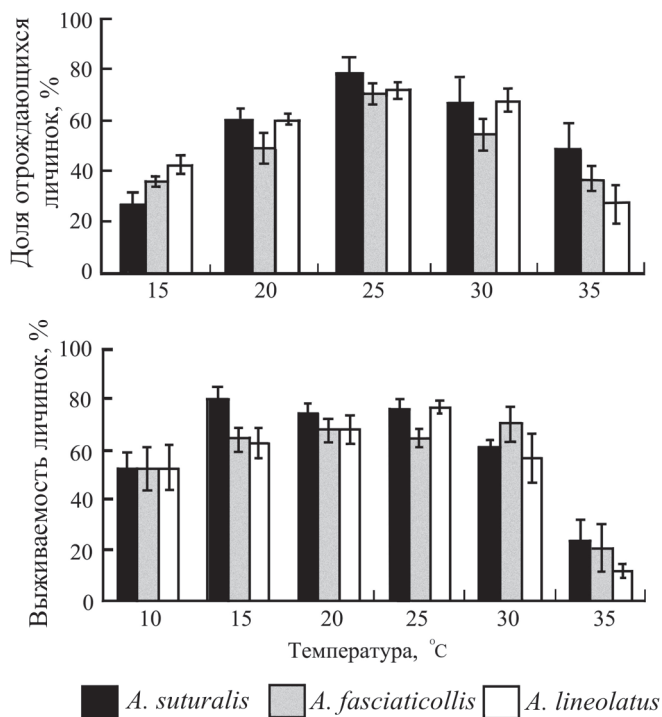 Доля отрождающихся
личинок, %
100
80
60
40
20
0
15 20 25 30 35
Выживаемость личинок, %
100
80
60
40
20
0
10 15 20 25 30 35
Температура, °C
A. suturalis A. fasciaticollis A. lineolatus